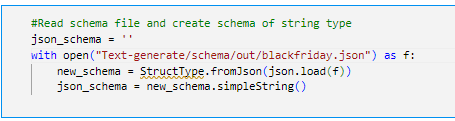 #Read schema file and create schema of string type
json_schema = ''
with open("Text-generate/schema/out/blackfriday.json") as f:
    new_schema = StructType.fromJson(json.load(f))
    json_schema = new_schema.simpleString()